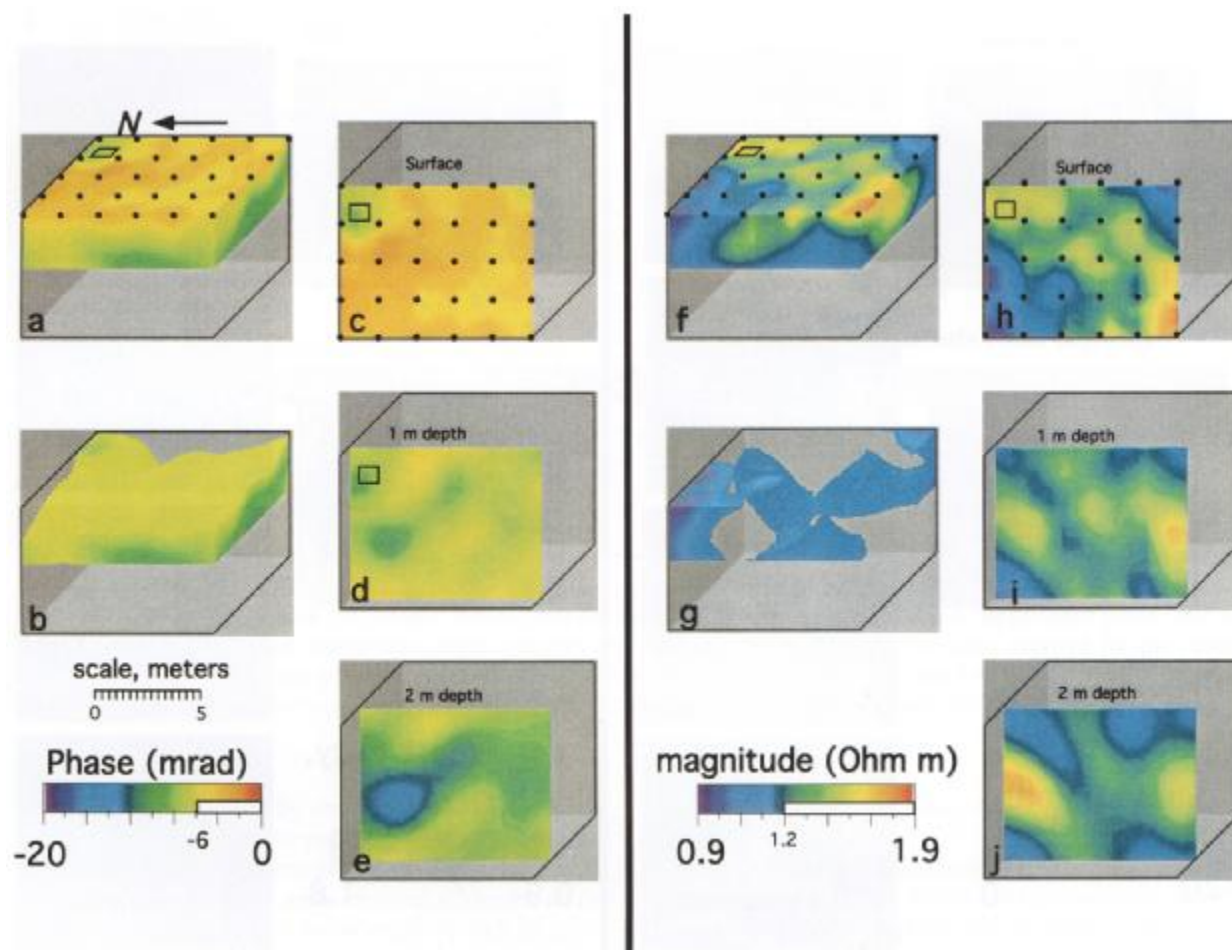 N
Surface
a
c
1 m depth
b
d
scale, meters
0 5
2 m depth
Phase (mrad)
-20 -6 0
e
Surface
f
h
1 m depth
g
i
2 m depth
magnitude (Ohm m)
0.9 1.2 1.9
j